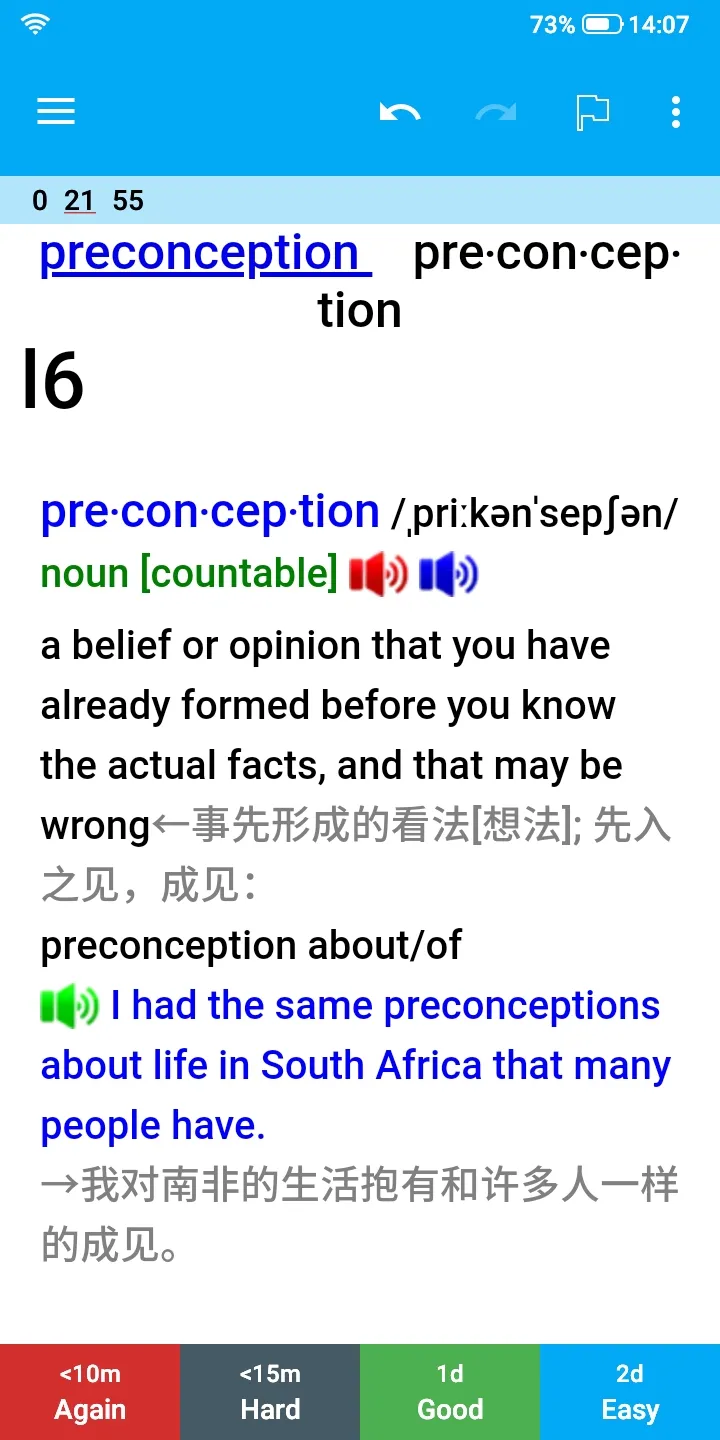 73% 14:07
0 21 55
preconception pre·con·cep·
tion
l6
pre·con·cep·tion /ˌpriːkən'sepʃən/
noun [countable]
a belief or opinion that you have
already formed before you know
the actual facts, and that may be
wrong←事先形成的看法[想法]; 先入
之见，成见：
preconception about/of
I had the same preconceptions
about life in South Africa that many
people have.
→我对南非的生活抱有和许多人一样
的成见。
<10m <15m 1d 2d
Again Hard Good Easy